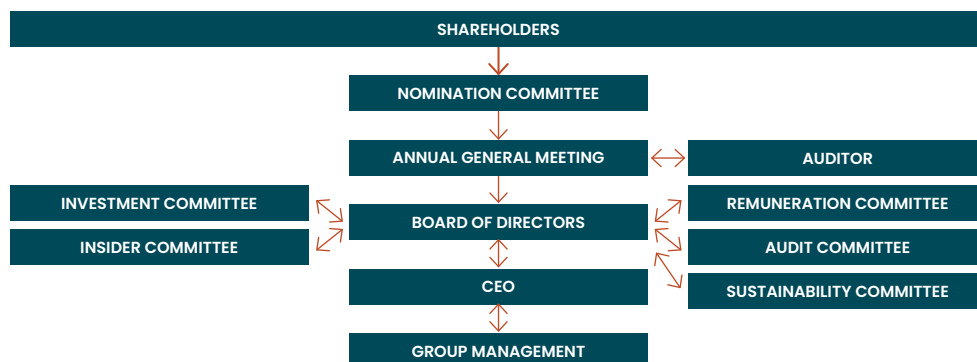 SHAREHOLDERS
NOMINATION COMMITTEE
ANNUAL GENERAL MEETING
AUDITOR
INVESTMENT COMMITTEE
BOARD OF DIRECTORS
REMUNERATION COMMITTEE
INSIDER COMMITTEE
AUDIT COMMITTEE
CEO
SUSTAINABILITY COMMITTEE
GROUP MANAGEMENT